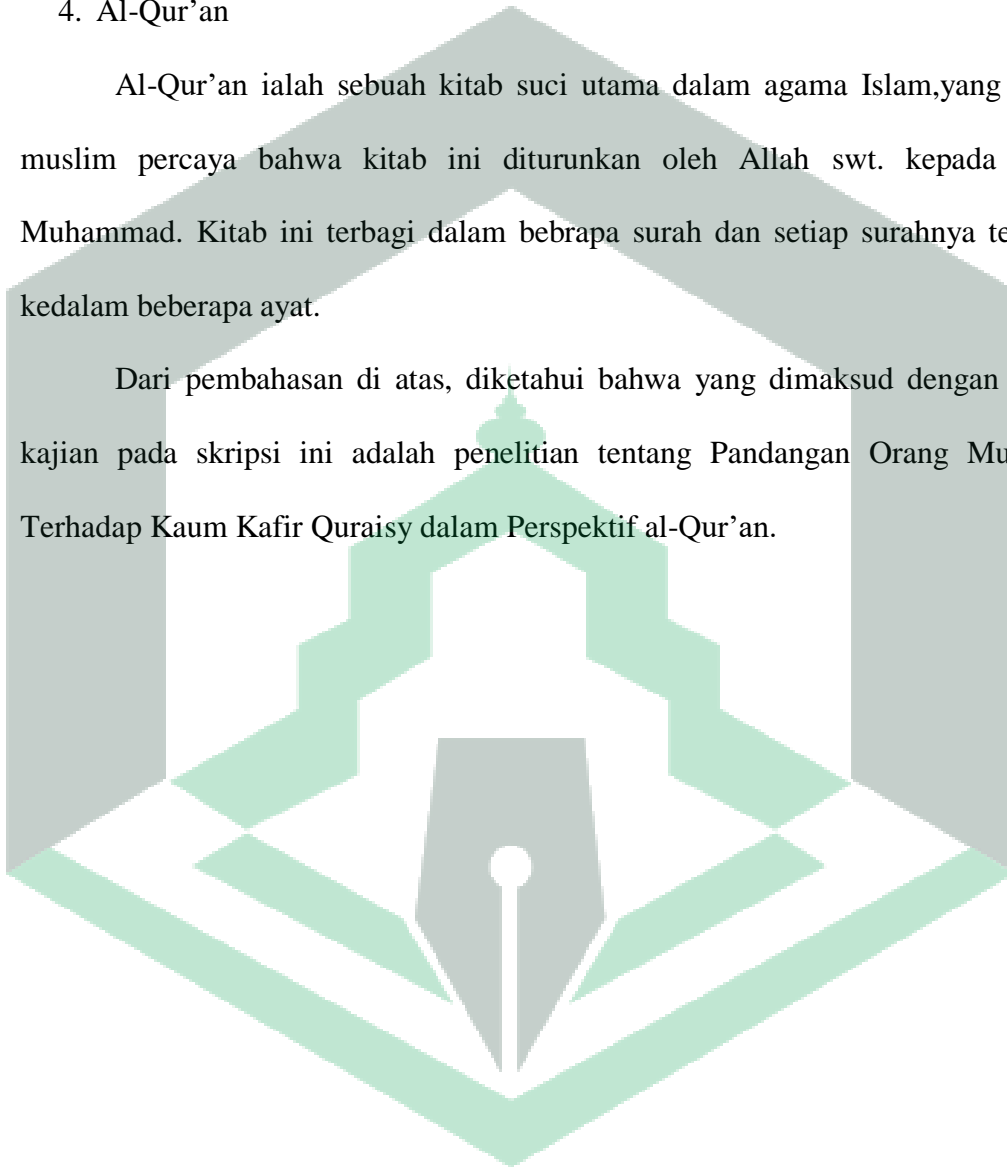 4. Al-Qur’an
Al-Qur’an ialah sebuah kitab suci utama dalam agama Islam,yang
muslim percaya bahwa kitab ini diturunkan oleh Allah swt. kepada
Muhammad. Kitab ini terbagi dalam bebrapa surah dan setiap surahnya
kedalam beberapa ayat.
Dari pembahasan di atas, diketahui bahwa yang dimaksud dengan
kajian pada skripsi ini adalah penelitian tentang Pandangan Orang
Terhadap Kaum Kafir Quraisy dalam Perspektif al-Qur’an.